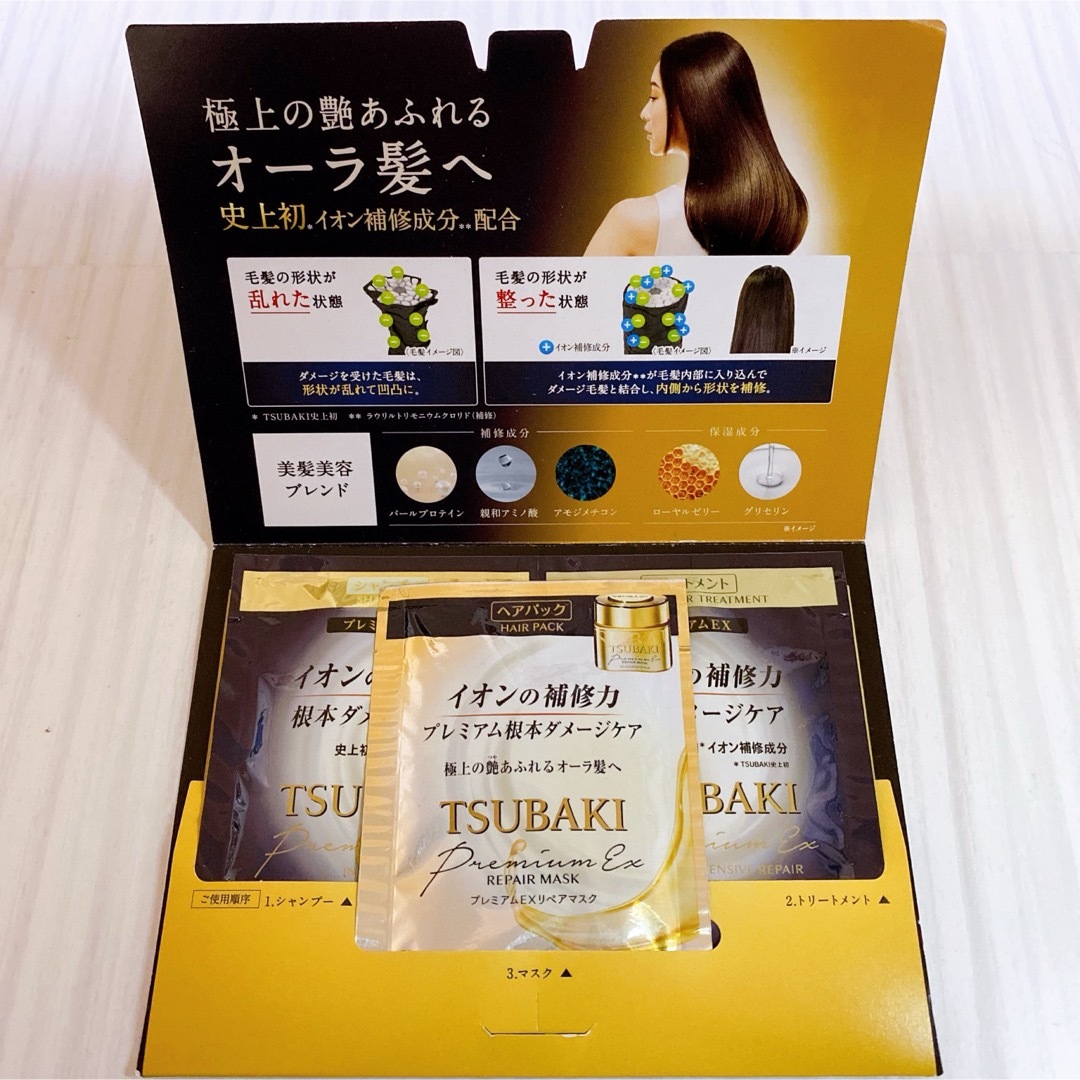 極上の艶あふれる
オーラ髪へ
史上初*イオン補修成分**配合
毛髪の形状が
乱れた状態
〈毛髪イメージ図〉
ダメージを受けた毛髪は、
形状が乱れて凹凸に。
毛髪の形状が
整った状態
イオン補修成分
〈毛髪イメージ図〉
※イメージ
イオン補修成分**が毛髪内部に入り込んで
ダメージ毛髪と結合し、内側から形状を補修。
* TSUBAKI史上初 ** ラウリルトリモニウムクロリド(補修)
美髪美容
ブレンド
補修成分
保湿成分
パールプロテイン
親和アミノ酸
アモジメチコン
ローヤルゼリー
グリセリン
※イメージ
シャンプー
プレミ
イオン
根本ダ
史上初
TSU
Prem
IN
ヘアパック
HAIR PACK
TSUBAKI
Premium Ex
REPAIR MASK
イオンの補修力
プレミアム根本ダメージケア
つや
極上の艶あふれるオーラ髪へ
TSUBAKI
Premium Ex
REPAIR MASK
プレミアムEXリペアマスク
トメント
R TREATMENT
アムEX
の補修力
メージケア
*イオン補修成分
*TSUBAKI史上初
BAKI
ium Ex
ENSIVE REPAIR
ご使用順序
1.シャンプー ▲
2.トリートメント ▲
3.マスク ▲